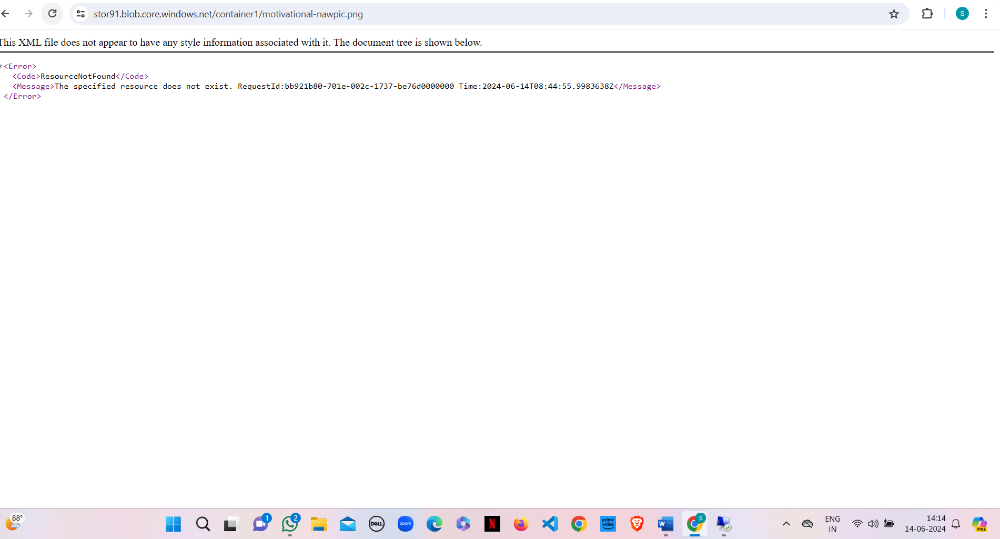 stor91.blob.core.windows.net/container1/motivational-nawpic.png
S
This XML file does not appear to have any style information associated with it. The document tree is shown below.
<Error>
<Code>ResourceNotFound</Code>
<Message>The specified resource does not exist. RequestId:bb921b80-701e-002c-1737-be76d0000000 Time:2024-06-14T08:44:55.9983638Z</Message>
</Error>
88°
1
2
DELL
zoom
N
prime video
W
S
ENG
IN
14:14
14-06-2024
PRE